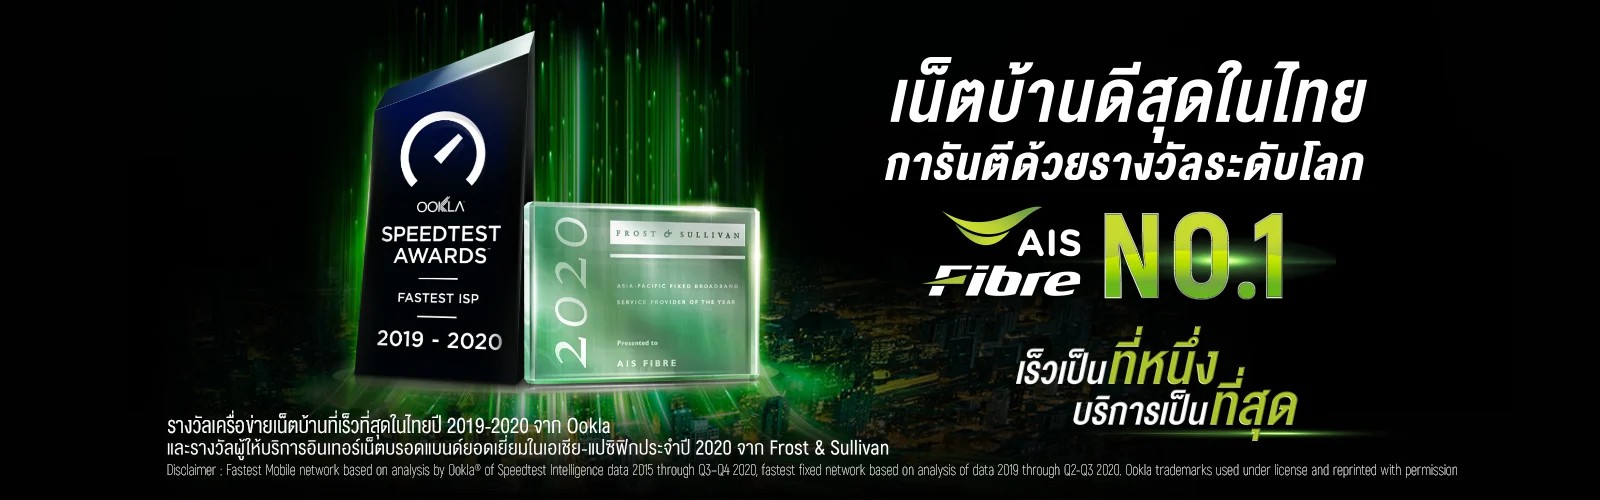 OOKLA
SPEEDTEST
AWARDS
FASTEST ISP
2019 - 2020
2020
FROST & SULLIVAN
ASIA-PACIFIC FIXED BROADBAND
SERVICE PROVIDER OF THE YEAR
Presented to
AIS FIBRE
เน็ตบ้านดีสุดในไทย
การันตีด้วยรางวัลระดับโลก
AIS
Fibre
NO.1
เร็วเป็นที่หนึ่ง
บริการเป็นที่สุด
รางวัลเครือข่ายเน็ตบ้านที่เร็วที่สุดในไทยปี 2019-2020 จาก Ookla
และรางวัลผู้ให้บริการอินเทอร์เน็ตบรอดแบนด์ยอดเยี่ยมในเอเชีย-แปซิฟิกประจำปี 2020 จาก Frost & Sullivan
Disclaimer : Fastest Mobile network based on analysis by Ookla® of Speedtest Intelligence data 2015 through Q3-Q4 2020, fastest fixed network based on analysis of data 2019 through Q2-Q3 2020. Ookla trademarks used under license and reprinted with permission